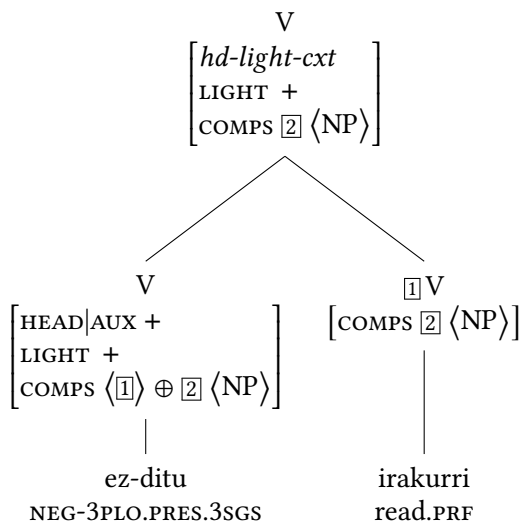 V
hd-light-cxt
LIGHT +
COMPS 2 ⟨NP⟩
V
HEAD|AUX +
LIGHT +
COMPS ⟨1⟩ ⊕ 2 ⟨NP⟩
1 V
[COMPS 2 ⟨NP⟩]
ez-ditu
NEG-3PLO.PRES.3SGS
irakurri
read.PRF